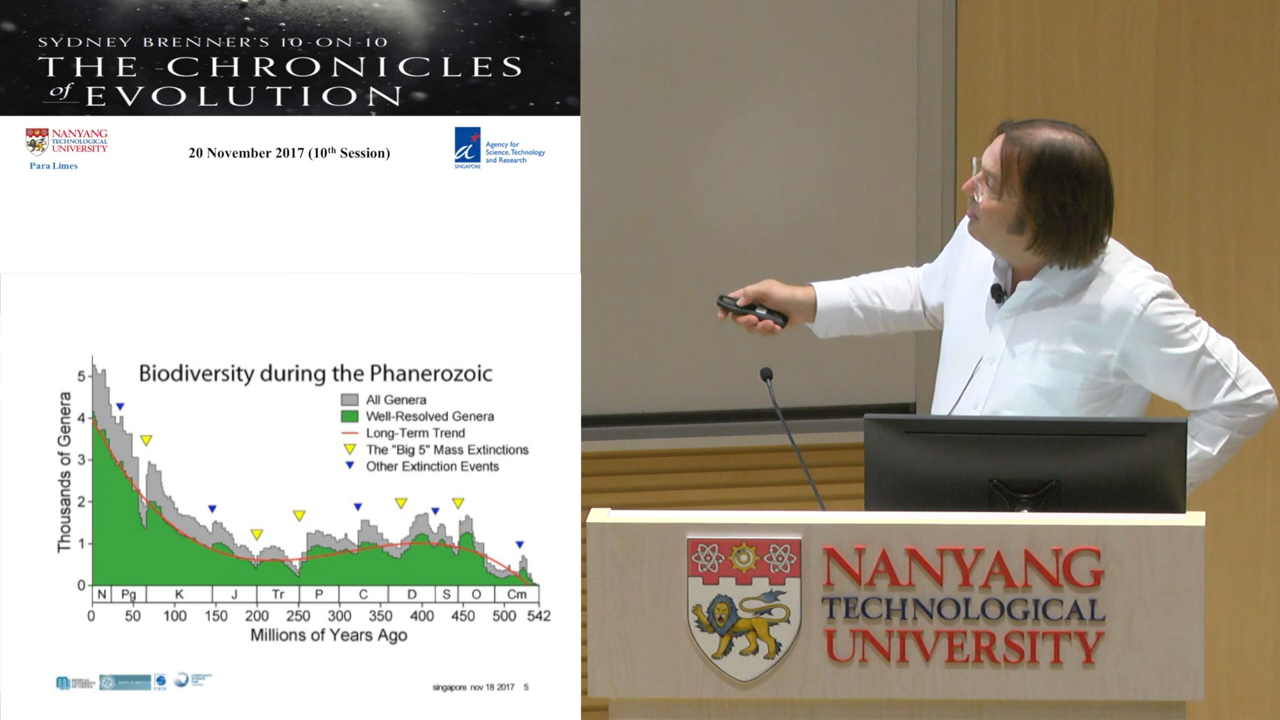 SYDNEY BRENNER'S 10-ON-10
THE CHRONICLES
of EVOLUTION
NANYANG
TECHNOLOGICAL
UNIVERSITY
Para Limes
20 November 2017 (10th Session)
SINGAPORE
Agency for
Science, Technology
and Research
Biodiversity during the Phanerozoic
All Genera
Well-Resolved Genera
Long-Term Trend
The "Big 5" Mass Extinctions
Other Extinction Events
Thousands of Genera
5
4
3
2
1
0
N Pg K J Tr P C D S O Cm
0 50 100 150 200 250 300 350 400 450 500 542
Millions of Years Ago
singapore nov 18 2017 5
NANYANG
TECHNOLOGICAL
UNIVERSITY